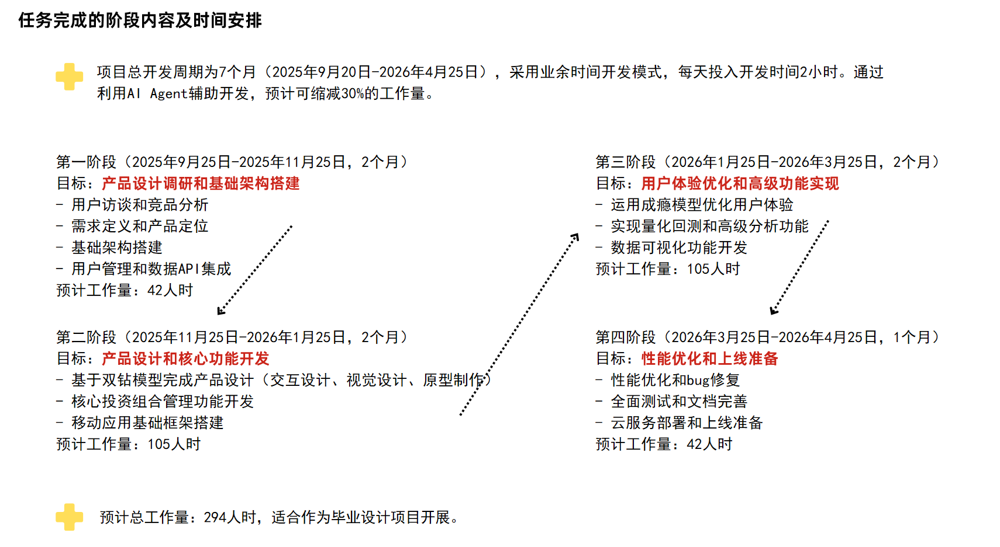 任务完成的阶段内容及时间安排
项目总开发周期为7个月（2025年9月20日-2026年4月25日），采用业余时间开发模式，每天投入开发时间2小时。通过
利用AI Agent辅助开发，预计可缩减30%的工作量。
第一阶段（2025年9月25日-2025年11月25日，2个月）
目标：产品设计调研和基础架构搭建
- 用户访谈和竞品分析
- 需求定义和产品定位
- 基础架构搭建
- 用户管理和数据API集成
预计工作量：42人时
第二阶段（2025年11月25日-2026年1月25日，2个月）
目标：产品设计和核心功能开发
- 基于双钻模型完成产品设计（交互设计、视觉设计、原型制作）
- 核心投资组合管理功能开发
- 移动应用基础框架搭建
预计工作量：105人时
第三阶段（2026年1月25日-2026年3月25日，2个月）
目标：用户体验优化和高级功能实现
- 运用成瘾模型优化用户体验
- 实现量化回测和高级分析功能
- 数据可视化功能开发
预计工作量：105人时
第四阶段（2026年3月25日-2026年4月25日，1个月）
目标：性能优化和上线准备
- 性能优化和bug修复
- 全面测试和文档完善
- 云服务部署和上线准备
预计工作量：42人时
预计总工作量：294人时，适合作为毕业设计项目开展。